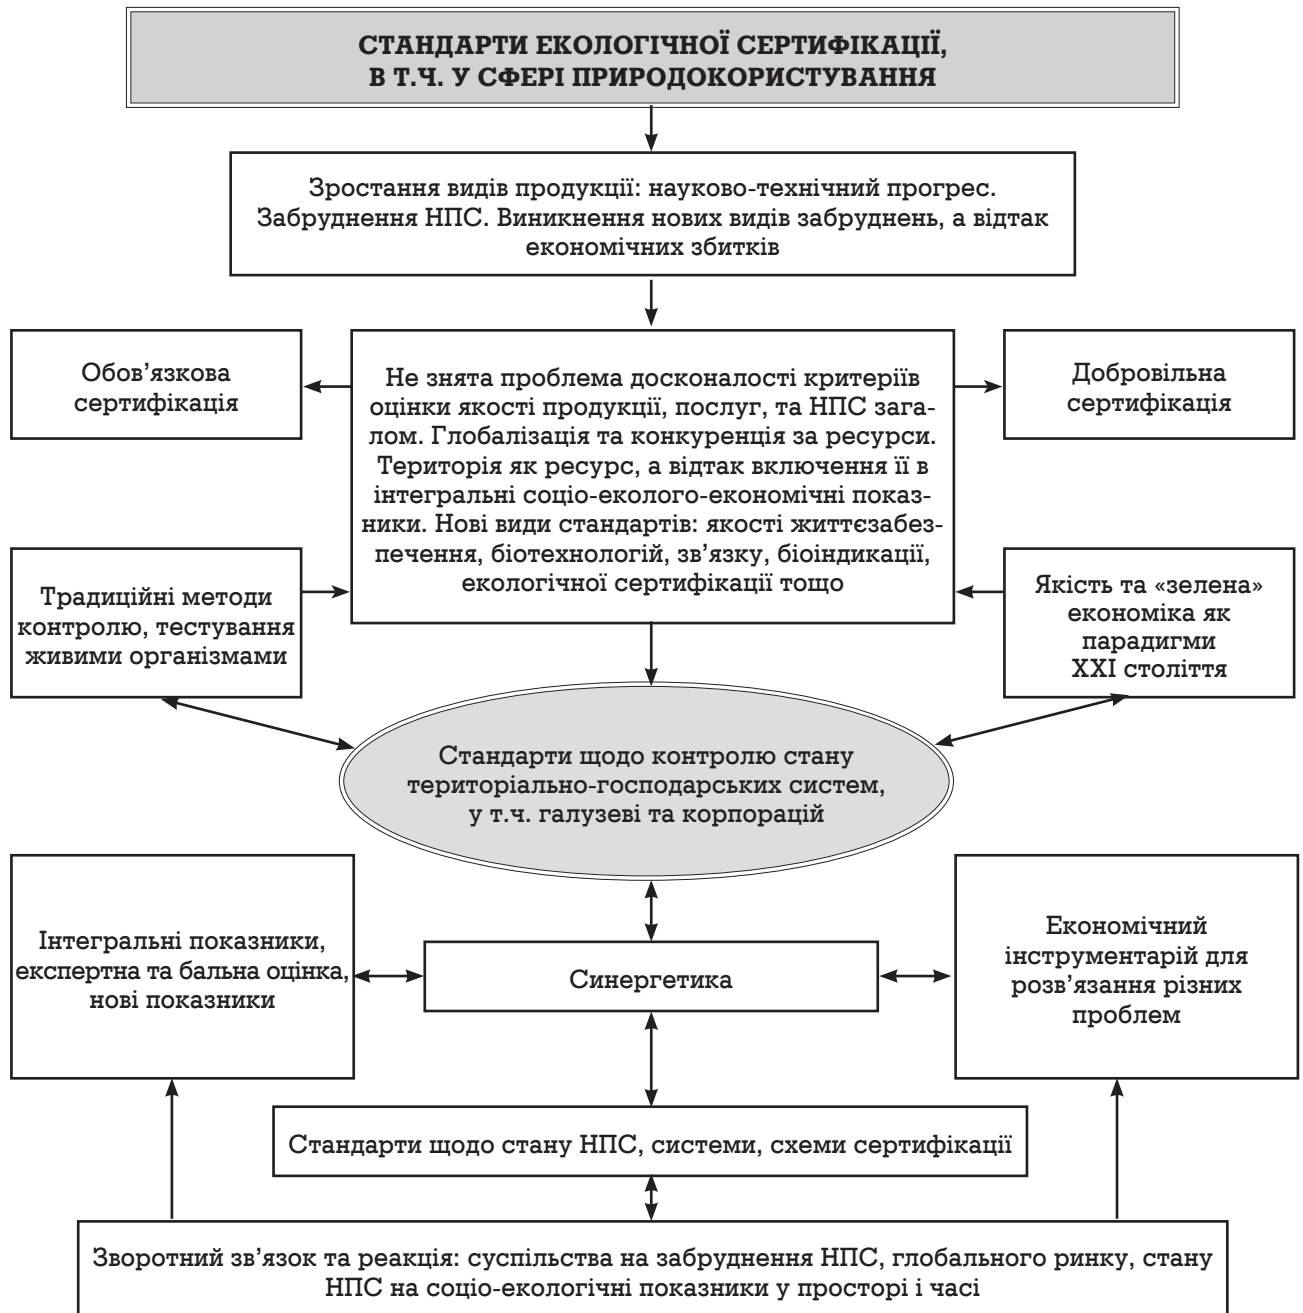 СТАНДАРТИ ЕКОЛОГІЧНОЇ СЕРТИФІКАЦІЇ,
В Т.Ч. У СФЕРІ ПРИРОДОКОРИСТУВАННЯ
Зростання видів продукції: науково-технічний прогрес.
Забруднення НПС. Виникнення нових видів забруднень, а відтак
економічних збитків
Обов’язкова
сертифікація
Не знята проблема досконалості критеріїв
оцінки якості продукції, послуг, та НПС зага-
лом. Глобалізація та конкуренція за ресурси.
Територія як ресурс, а відтак включення її в
інтегральні соціо-еколого-економічні показ-
ники. Нові види стандартів: якості життєзабез-
печення, біотехнологій, зв’язку, біоіндикації,
екологічної сертифікації тощо
Добровільна
сертифікація
Традиційні методи
контролю, тестування
живими організмами
Якість та «зелена»
економіка як
парадигми
XXI століття
Стандарти щодо контролю стану
територіально-господарських систем,
у т.ч. галузеві та корпорацій
Інтегральні показники,
експертна та бальна оцінка,
нові показники
Синергетика
Економічний
інструментарій для
розв’язання різних
проблем
Стандарти щодо стану НПС, системи, схеми сертифікації
Зворотний зв’язок та реакція: суспільства на забруднення НПС, глобального ринку, стану
НПС на соціо-екологічні показники у просторі і часі